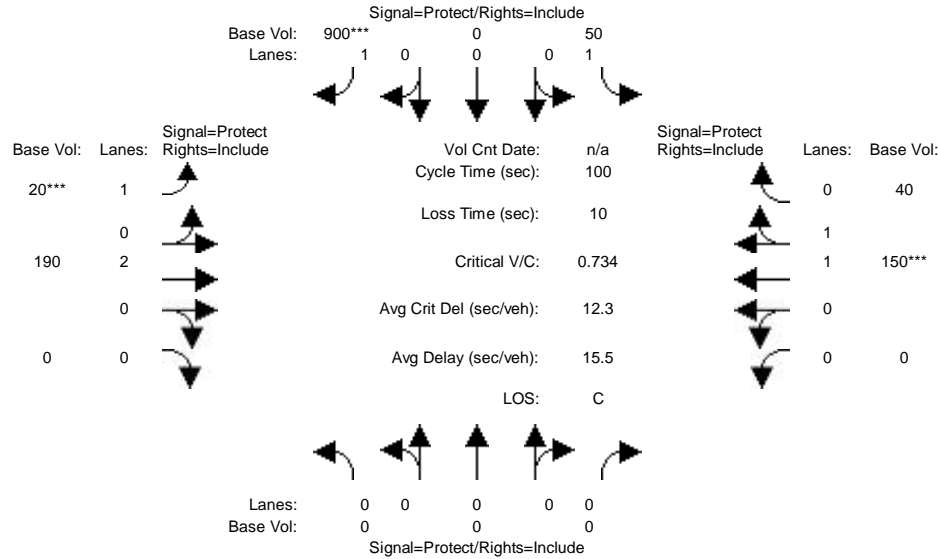 Signal=Protect/Rights=Include
Base Vol: 900*** 0 50
Lanes: 1 0 0 0 1
Signal=Protect
Base Vol: Lanes: Rights=Include
Vol Cnt Date: n/a
Signal=Protect
Rights=Include Lanes: Base Vol:
Cycle Time (sec): 100
20*** 1
0 40
Loss Time (sec): 10
0
1
190 2
Critical V/C: 0.734
1 150***
0
Avg Crit Del (sec/veh): 12.3
0
0 0
Avg Delay (sec/veh): 15.5
0 0
LOS: C
Lanes: 0 0 0 0 0
Base Vol: 0 0 0
Signal=Protect/Rights=Include